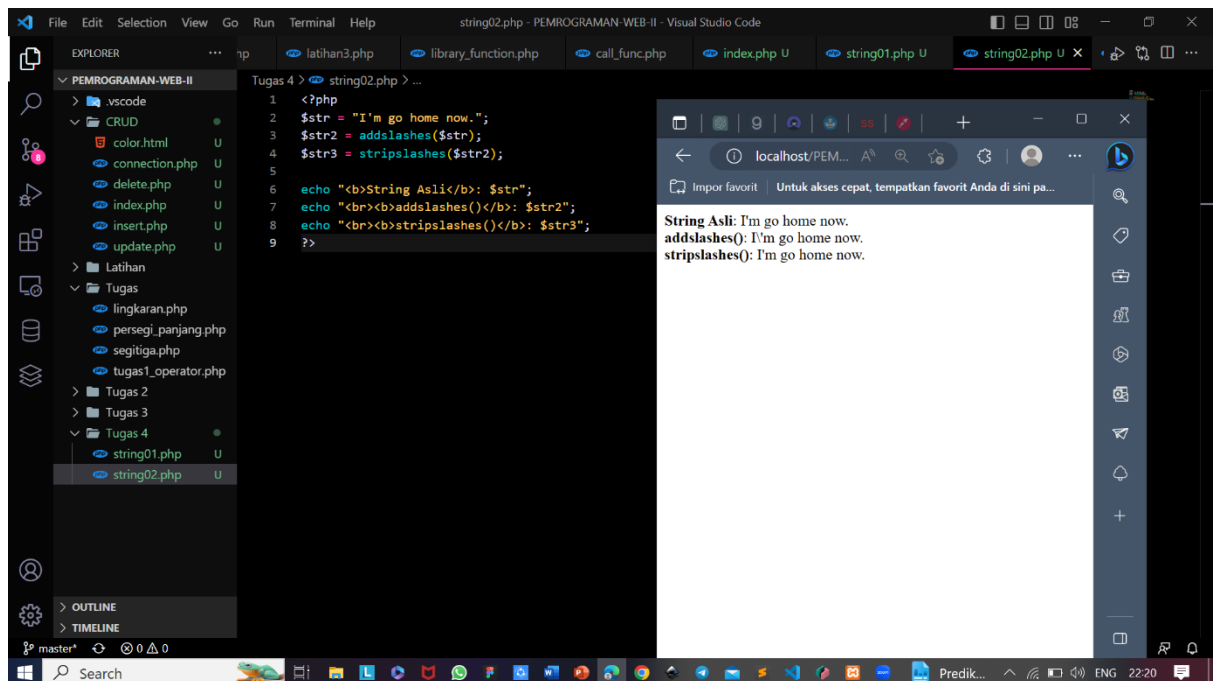 File Edit Selection View Go Run Terminal Help string02.php - PEMROGRAMAN-WEB-II - Visual Studio Code
EXPLORER
hp latihan3.php library_function.php call_func.php index.php U string01.php U string02.php U
PEMROGRAMAN-WEB-II
Tugas 4 > string02.php > ...
.vscode
CRUD
color.html U
connection.php U
delete.php U
index.php U
insert.php U
update.php U
Latihan
Tugas
lingkaran.php
persegi_panjang.php
segitiga.php
tugas1_operator.php
Tugas 2
Tugas 3
Tugas 4
string01.php U
string02.php U
OUTLINE
TIMELINE
8
1 <?php
2 $str = "I'm go home now.";
3 $str2 = addslashes($str);
4 $str3 = stripslashes($str2);
5
6 echo "<b>String Asli</b>: $str";
7 echo "<br><b>addslashes()</b>: $str2";
8 echo "<br><b>stripslashes()</b>: $str3";
9 ?>
localhost/PEM...
Impor favorit Untuk akses cepat, tempatkan favorit Anda di sini pa...
String Asli: I'm go home now.
addslashes(): I\'m go home now.
stripslashes(): I'm go home now.
master* 0 0
Search Predik... ENG 22:20